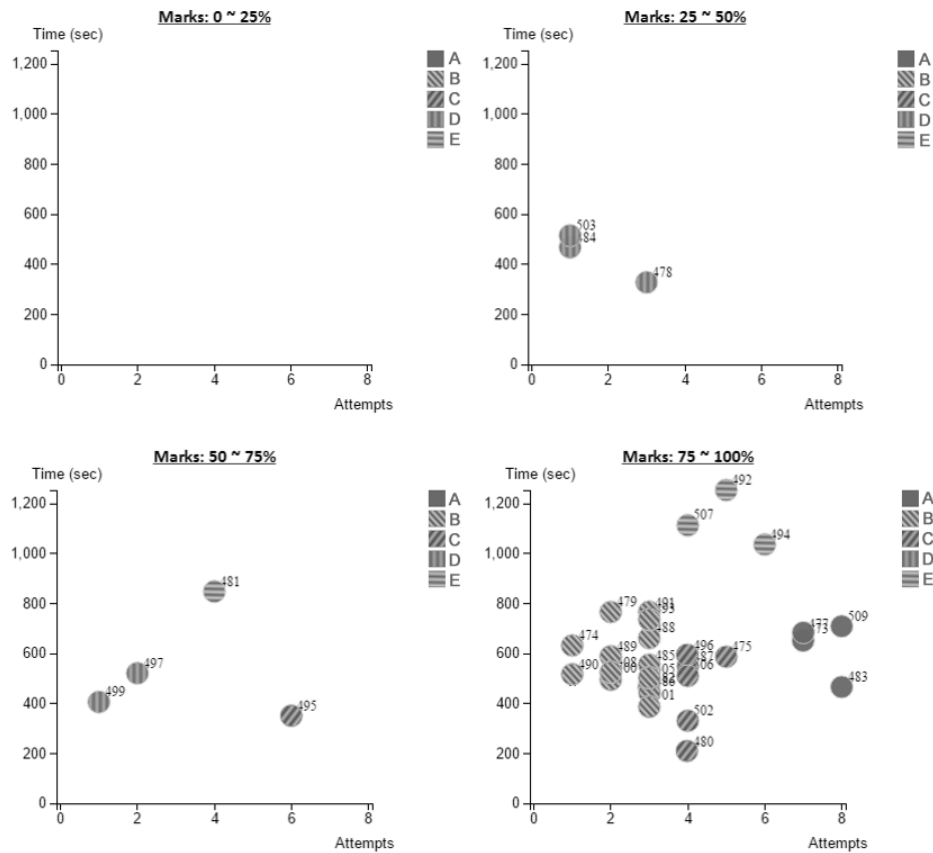 Marks: 0 ~ 25%
Time (sec)
1,200
1,000
800
600
400
200
0
0 2 4 6 8
Attempts
A
B
C
D
E
Marks: 25 ~ 50%
Time (sec)
1,200
1,000
800
600
400
200
0
0 2 4 6 8
Attempts
A
B
C
D
E
503
484
478
Marks: 50 ~ 75%
Time (sec)
1,200
1,000
800
600
400
200
0
0 2 4 6 8
Attempts
A
B
C
D
E
481
497
499
495
Marks: 75 ~ 100%
Time (sec)
1,200
1,000
800
600
400
200
0
0 2 4 6 8
Attempts
A
B
C
D
E
492
507
494
479
491
474
488
489
485
490
496
475
502
480
509
483